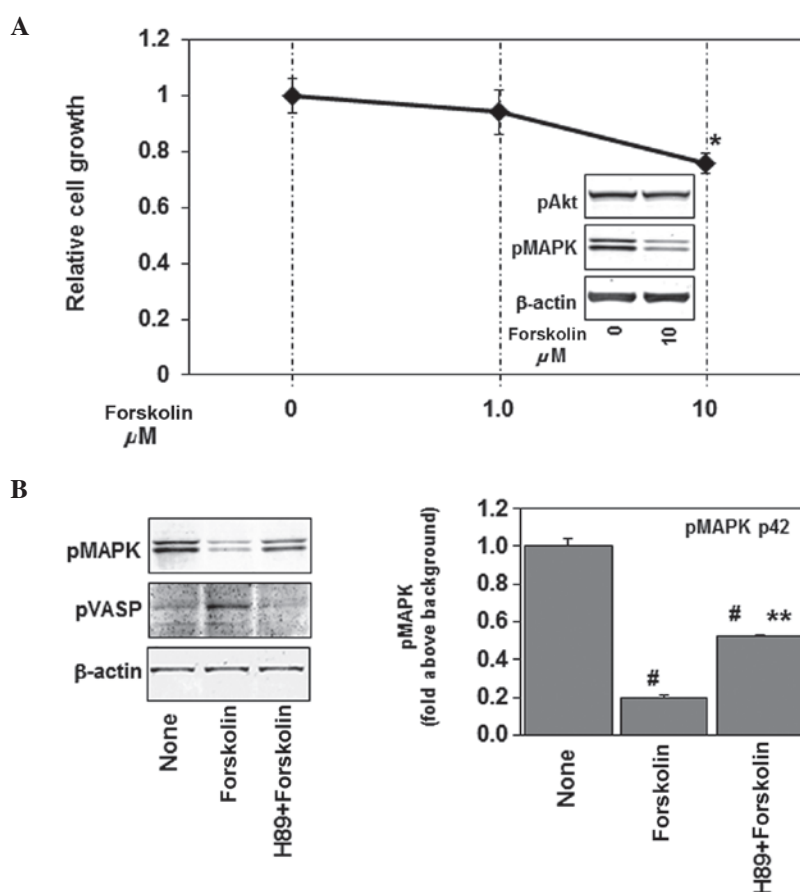 A
1.2
1
0.8
0.6
0.4
0.2
0
Relative cell growth
*
pAkt
pMAPK
β-actin
Forskolin 0 10
µM
Forskolin 0 1.0 10
µM
B
pMAPK
pVASP
β-actin
None
Forskolin
H89+Forskolin
pMAPK
(fold above background)
1.2
1.0
0.8
0.6
0.4
0.2
0.0
pMAPK p42
#
# **
None
Forskolin
H89+Forskolin